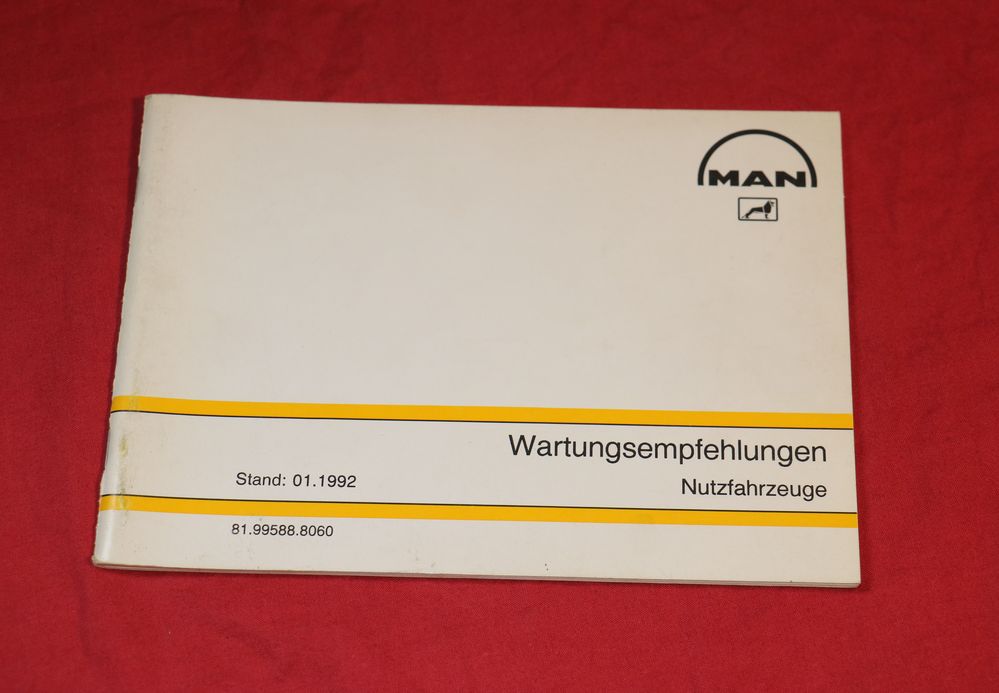 MAN
Wartungsempfehlungen
Stand: 01.1992
Nutzfahrzeuge
81.99588.8060